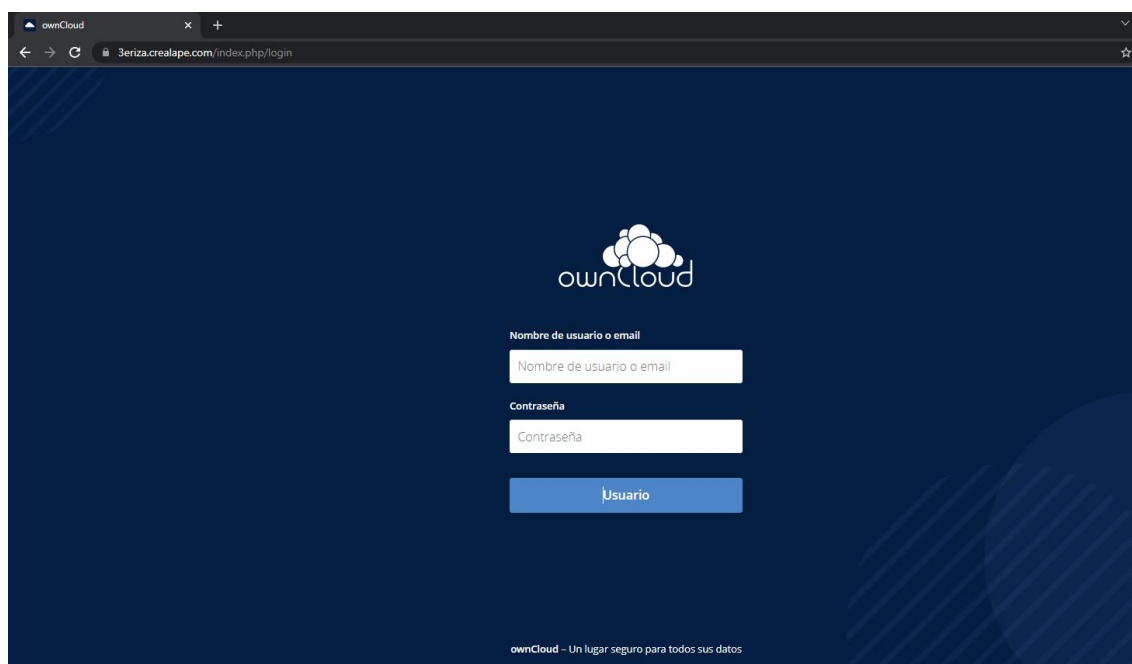 ownCloud
3eriza.crealape.com/index.php/login
ownCloud
Nombre de usuario o email
Nombre de usuario o email
Contraseña
Contraseña
Usuario
ownCloud – Un lugar seguro para todos sus datos